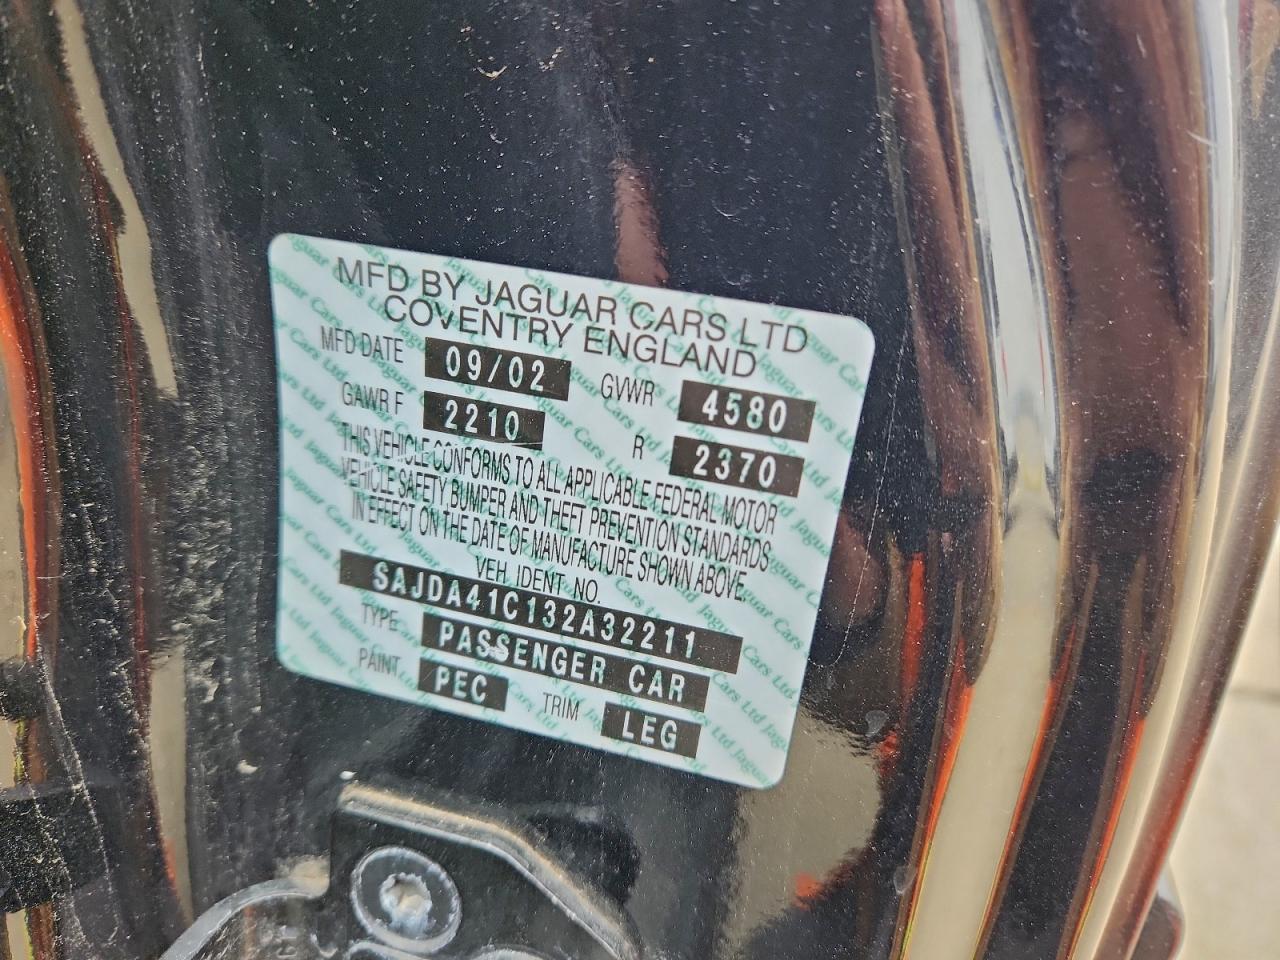 MFD BY JAGUAR CARS LTD
COVENTRY ENGLAND
MFD DATE 09/02 GVWR 4580
GAWR F 2210 R 2370
THIS VEHICLE CONFORMS TO ALL APPLICABLE FEDERAL MOTOR
VEHICLE SAFETY BUMPER AND THEFT PREVENTION STANDARDS
IN EFFECT ON THE DATE OF MANUFACTURE SHOWN ABOVE.
VEH. IDENT NO.
SAJDA41C132A32211
TYPE PASSENGER CAR
PAINT PEC TRIM LEG